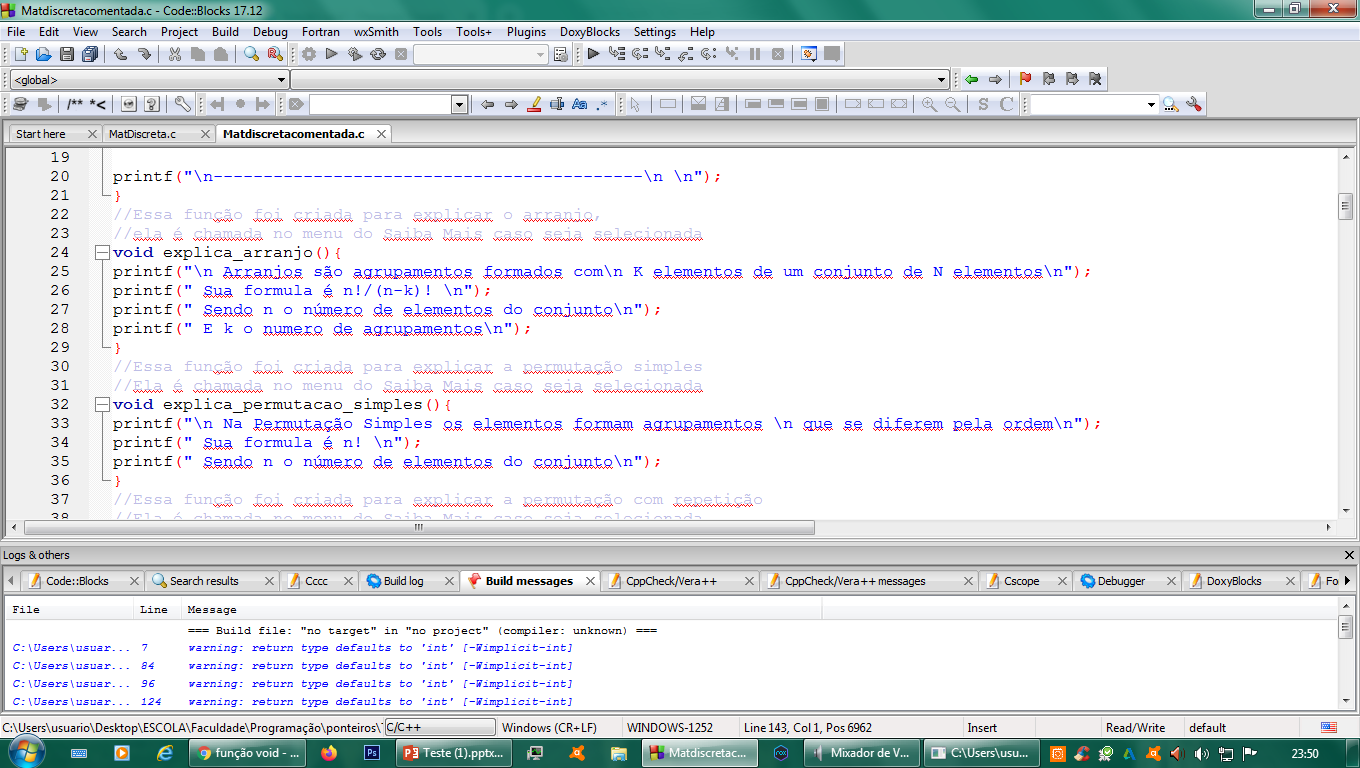 Matdiscretacomentada.c - Code::Blocks 17.12
File Edit View Search Project Build Debug Fortran wxSmith Tools Tools+ Plugins DoxyBlocks Settings Help
<global>
/** *<
S C
Start here MatDiscreta.c Matdiscretacomentada.c
19
20 printf("\n-------------------------------------------\n \n");
21 }
22 //Essa função foi criada para explicar o arranjo,
23 //ela é chamada no menu do Saiba Mais caso seja selecionada
24 void explica_arranjo(){
25 printf("\n Arranjos são agrupamentos formados com\n K elementos de um conjunto de N elementos\n");
26 printf(" Sua formula é n!/(n-k)! \n");
27 printf(" Sendo n o número de elementos do conjunto\n");
28 printf(" E k o numero de agrupamentos\n");
29 }
30 //Essa função foi criada para explicar a permutação simples
31 //Ela é chamada no menu do Saiba Mais caso seja selecionada
32 void explica_permutacao_simples(){
33 printf("\n Na Permutação Simples os elementos formam agrupamentos \n que se diferem pela ordem\n");
34 printf(" Sua formula é n! \n");
35 printf(" Sendo n o número de elementos do conjunto\n");
36 }
37 //Essa função foi criada para explicar a permutação com repetição
38 //Ela é chamada no menu do Saiba Mais caso seja selecionada
Logs & others
Code::Blocks Search results Cccc Build log Build messages CppCheck/Vera++ CppCheck/Vera++ messages Cscope Debugger DoxyBlocks Fo
File Line Message
=== Build file: "no target" in "no project" (compiler: unknown) ===
C:\Users\usuar... 7 warning: return type defaults to 'int' [-Wimplicit-int]
C:\Users\usuar... 84 warning: return type defaults to 'int' [-Wimplicit-int]
C:\Users\usuar... 96 warning: return type defaults to 'int' [-Wimplicit-int]
C:\Users\usuar... 124 warning: return type defaults to 'int' [-Wimplicit-int]
C:\Users\usuario\Desktop\ESCOLA\Faculdade\Programação\ponteiros\ C/C++ Windows (CR+LF) WINDOWS-1252 Line 143, Col 1, Pos 6962 Insert Read/Write default
função void - ... Ps Teste (1).pptx... Matdiscretac... Mixador de V... C:\Users\usu... 23:50